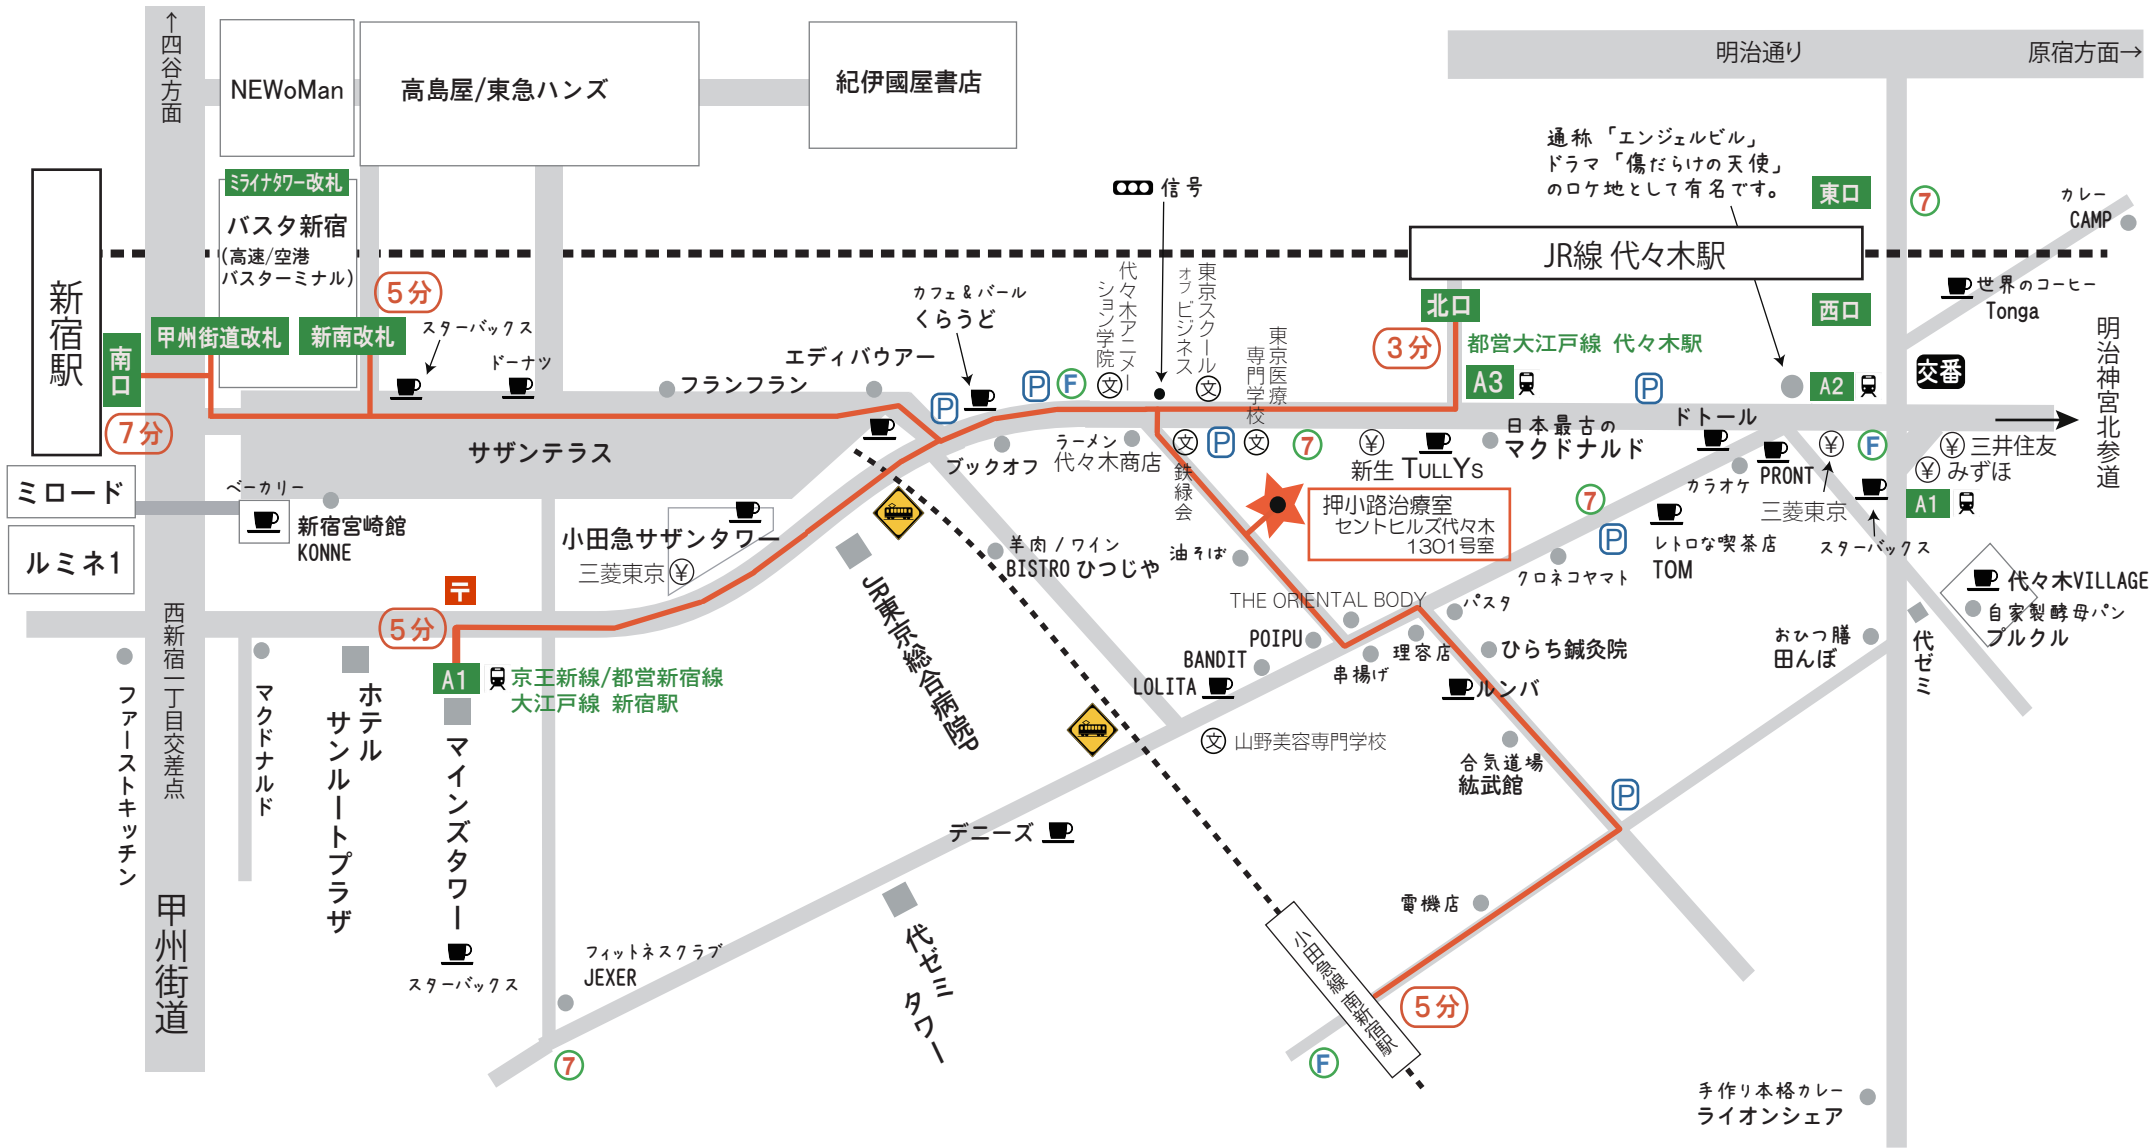 ↑四谷方面
NEWoMan
高島屋/東急ハンズ
紀伊國屋書店
明治通り
原宿方面→
通称「エンジェルビル」
ドラマ「傷だらけの天使」
のロケ地として有名です。
ミライナタワー改札
バスタ新宿
(高速/空港
バスターミナル)
信号
東口
7
カレー
CAMP
新宿駅
JR線 代々木駅
5分
スターバックス
ドーナツ
カフェ&バール
くらうど
代々木アニメー
ション学院
文
東京スクール
オブ ビジネス
文
東京医療
専門学校
文
北口
西口
世界のコーヒー
Tonga
南口
甲州街道改札
新南改札
エディバウアー
フランフラン
P
P
F
3分
都営大江戸線 代々木駅
A3
P
A2
交番
明治神宮北参道
7分
サザンテラス
ブックオフ
ラーメン
代々木商店
文
鉄緑会
P
7
¥
新生
TULLYS
日本最古の
マクドナルド
ドトール
カラオケ
PRONT
¥
三菱東京
F
¥ 三井住友
¥ みずほ
A1
スターバックス
ミロード
ルミネ1
ベーカリー
新宿宮崎館
KONNE
小田急サザンタワー
三菱東京 ¥
羊肉 / ワイン
BISTRO ひつじや
油そば
押小路治療室
セントヒルズ代々木
1301号室
7
P
クロネコヤマト
レトロな喫茶店
TOM
代々木VILLAGE
自家製酵母パン
プルクル
〒
5分
A1
京王新線/都営新宿線
大江戸線 新宿駅
JR東京総合病院P
THE ORIENTAL BODY
POIPU
BANDIT
LOLITA
串揚げ
理容店
パスタ
ひらち鍼灸院
ルンバ
おひつ膳
田んぼ
代ゼミ
西新宿一丁目交差点
ファーストキッチン
マクドナルド
ホテル
サンルートプラザ
マインズタワー
スターバックス
文 山野美容専門学校
合気道場
紘武館
P
デニーズ
甲州街道
フィットネスクラブ
JEXER
7
代ゼミ
タワー
電機店
小田急線 南新宿駅
5分
F
手作り本格カレー
ライオンシェア